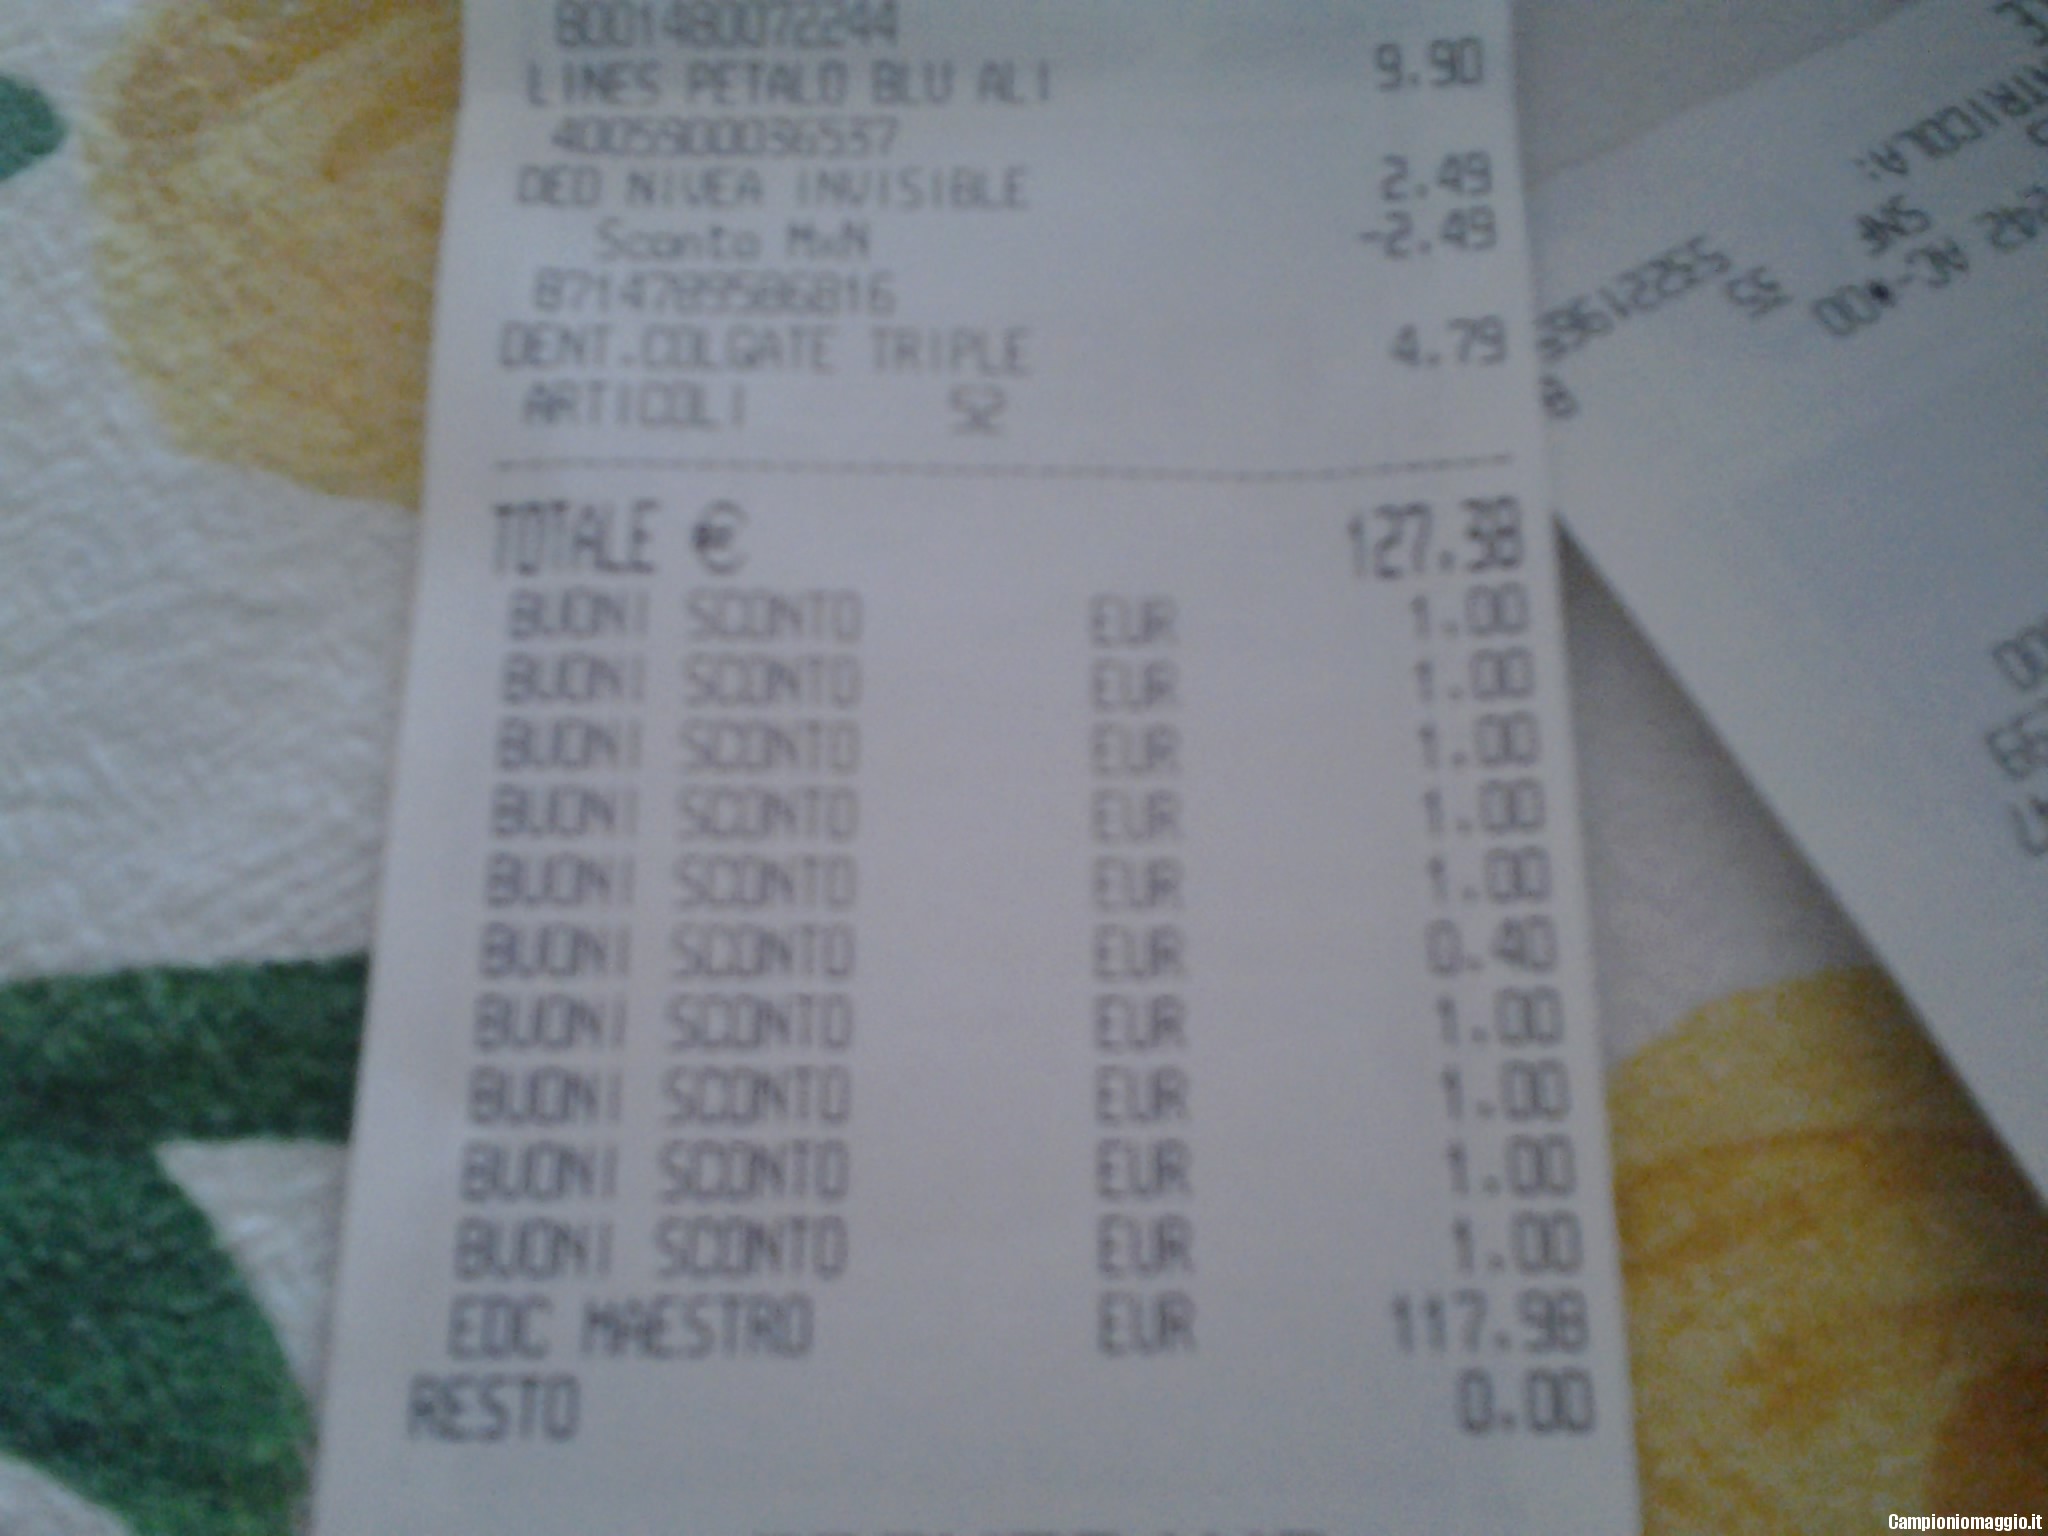 8001480072244
LINES PETALO BLU ALI 9.90
4005900036537
DEO NIVEA INVISIBLE 2.49
Sconto MxN -2.49
8714789586816
DENT.COLGATE TRIPLE 4.79
ARTICOLI 52
TOTALE € 127.38
BUONI SCONTO EUR 1.00
BUONI SCONTO EUR 1.00
BUONI SCONTO EUR 1.00
BUONI SCONTO EUR 1.00
BUONI SCONTO EUR 1.00
BUONI SCONTO EUR 0.40
BUONI SCONTO EUR 1.00
BUONI SCONTO EUR 1.00
BUONI SCONTO EUR 1.00
BUONI SCONTO EUR 1.00
EDC MAESTRO EUR 117.98
RESTO 0.00
SNF
35
Campioniomaggio.it